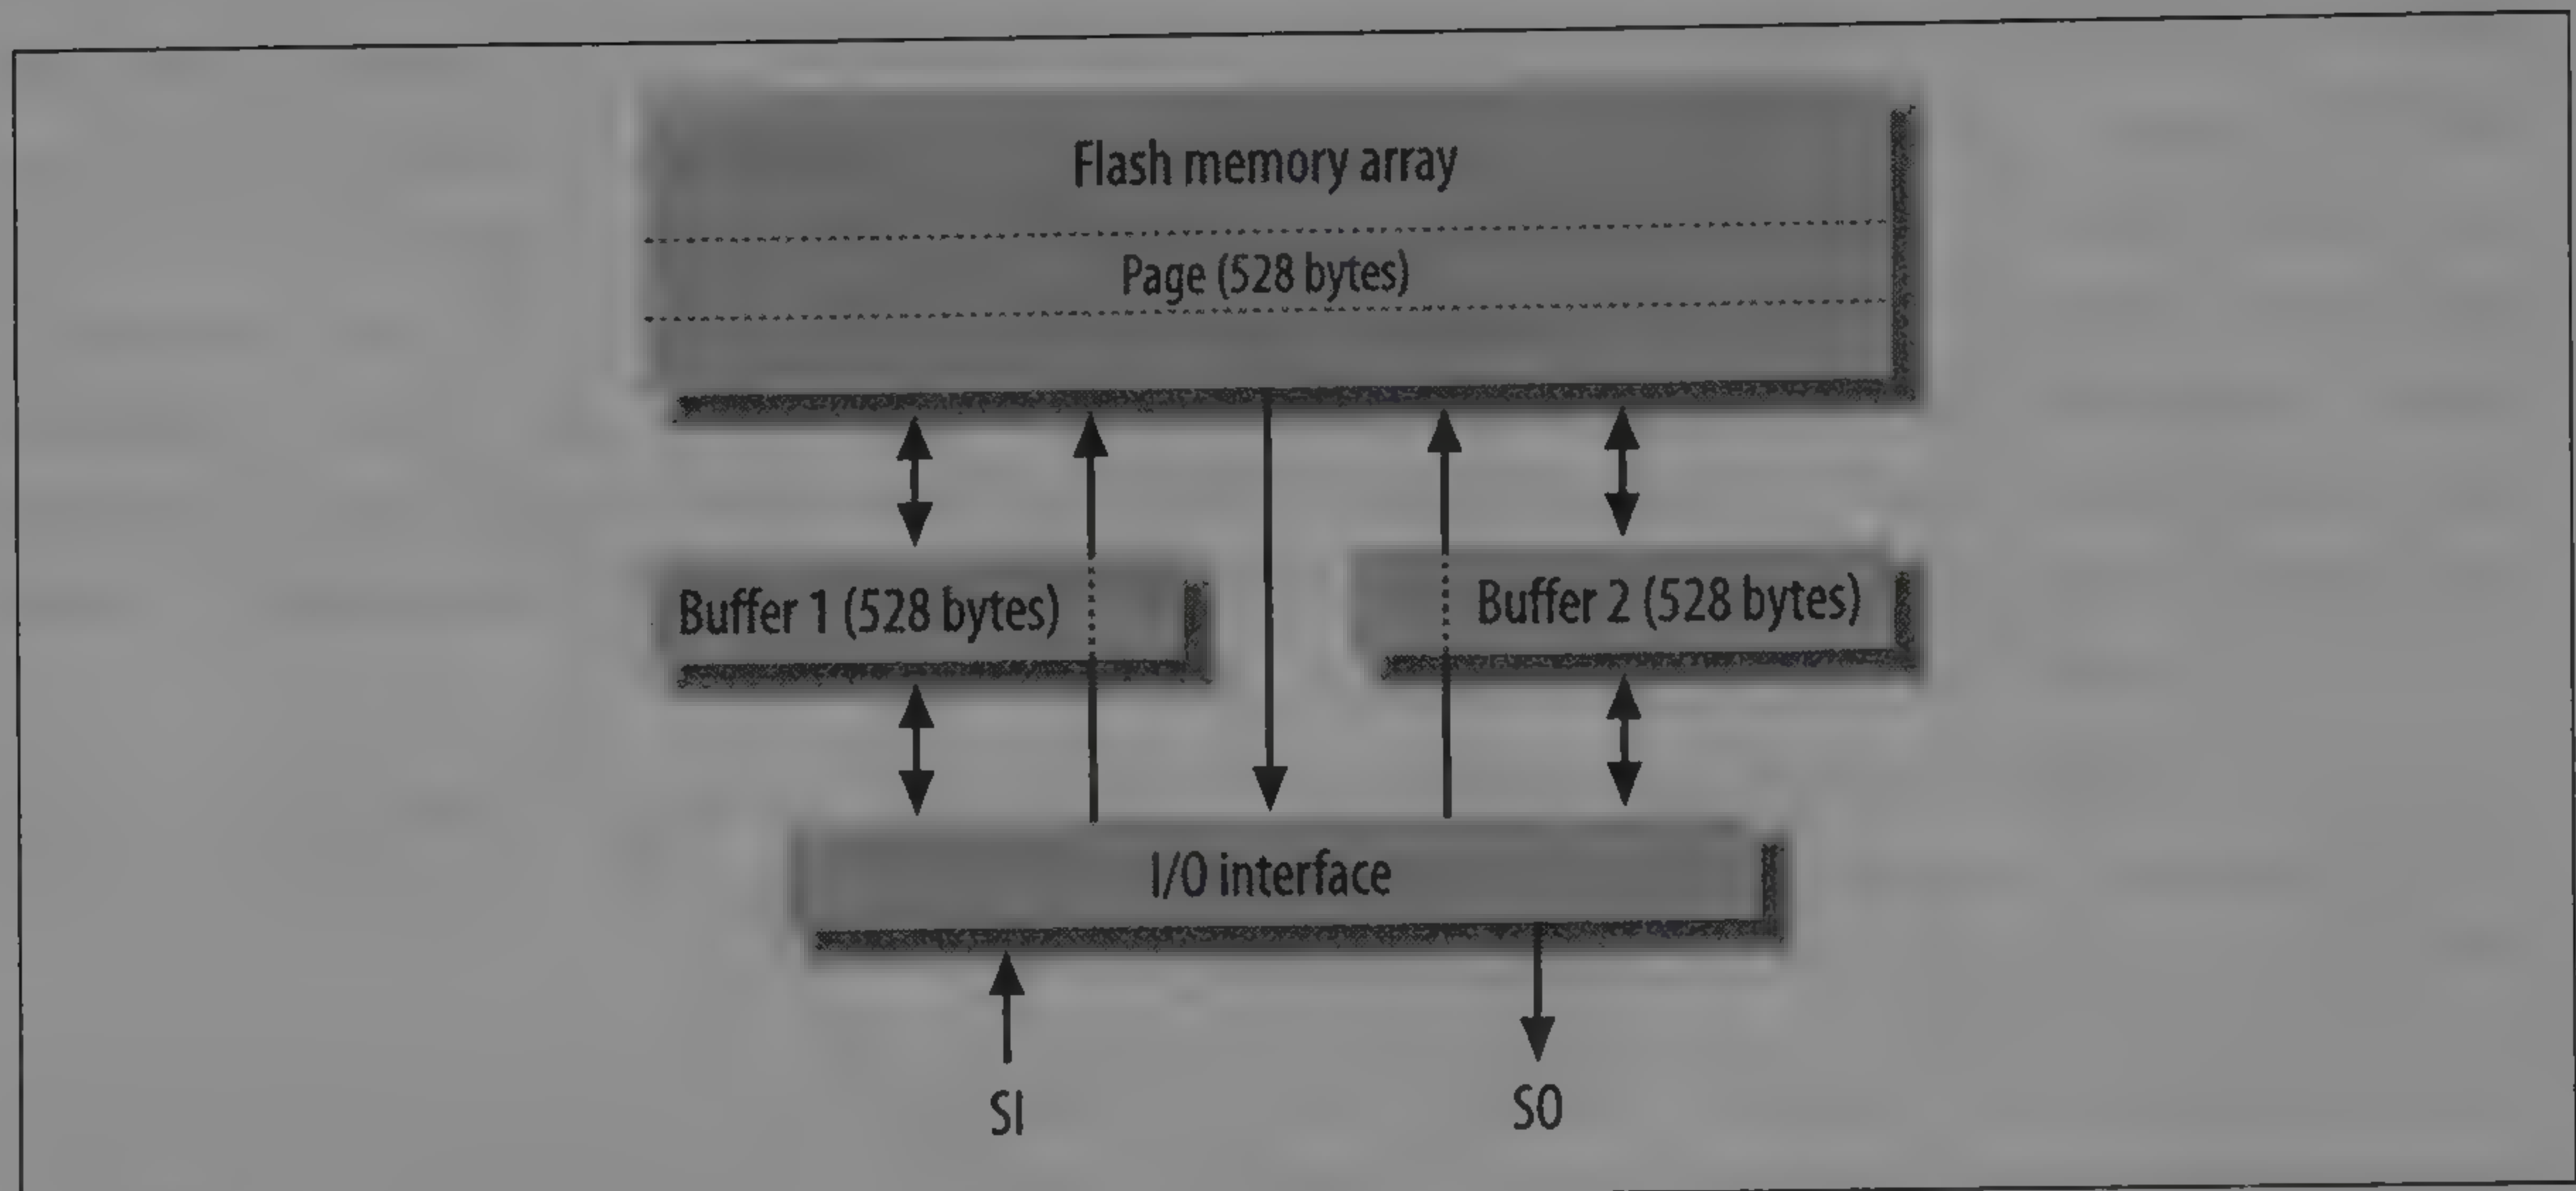 Flash memory array
Page (528 bytes)
Buffer 1 (528 bytes)
Buffer 2 (528 bytes)
I/O interface
SI
SO